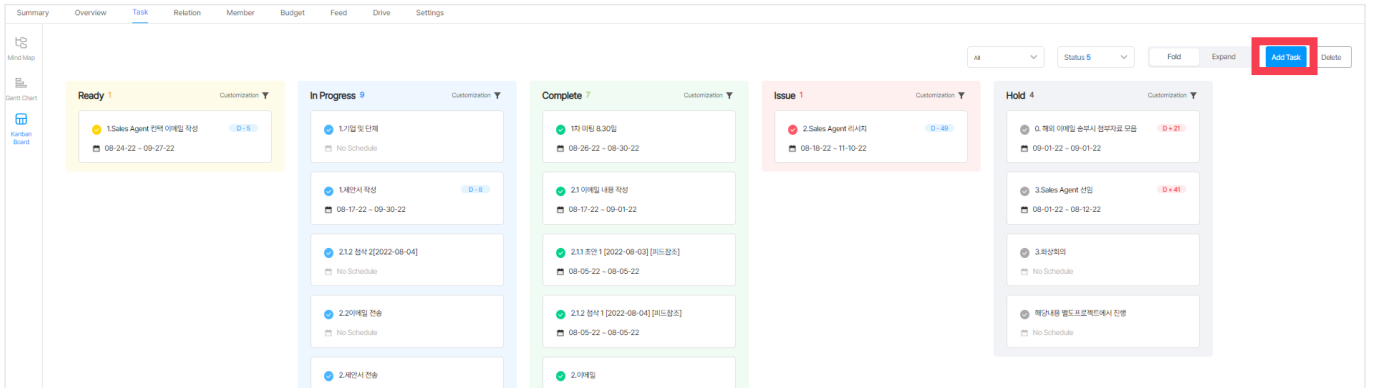 Summary Overview Task Relation Member Budget Feed Drive Settings
Mind Map
Gantt Chart
Kanban Board
All Status 5 Fold Expand Add Task Delete
Ready 1 Customization
1.Sales Agent 컨택 이메일 작성 D - 5
08-24-22 ~ 09-27-22
In Progress 9 Customization
1.기업 및 단체
No Schedule
1.제안서 작성 D - 8
08-17-22 ~ 09-30-22
2.1.2 첨삭 2[2022-08-04]
No Schedule
2.2이메일 전송
No Schedule
2.제안서 전송
Complete 7 Customization
1차 미팅 8.30일
08-26-22 ~ 08-30-22
2.1 이메일 내용 작성
08-17-22 ~ 09-01-22
2.1.1 초안 1 [2022-08-03] [피드참조]
08-05-22 ~ 08-05-22
2.1.2 첨삭 1 [2022-08-04] [피드참조]
08-05-22 ~ 08-05-22
2.이메일
Issue 1 Customization
2.Sales Agent 리서치 D - 49
08-18-22 ~ 11-10-22
Hold 4 Customization
0. 해외 이메일 송부시 첨부자료 모음 D + 21
09-01-22 ~ 09-01-22
3.Sales Agent 선임 D + 41
08-01-22 ~ 08-12-22
3.화상회의
No Schedule
해당내용 별도프로젝트에서 진행
No Schedule